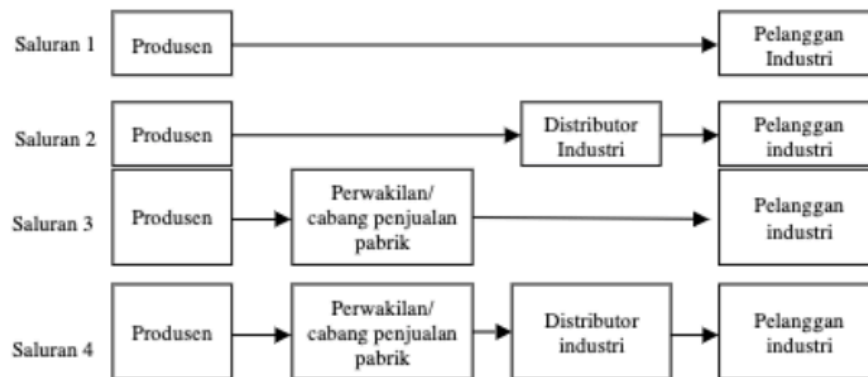 Saluran 1
Produsen
Pelanggan
Industri
Saluran 2
Produsen
Distributor
Industri
Pelanggan
industri
Saluran 3
Produsen
Perwakilan/
cabang penjualan
pabrik
Pelanggan
industri
Saluran 4
Produsen
Perwakilan/
cabang penjualan
pabrik
Distributor
industri
Pelanggan
industri